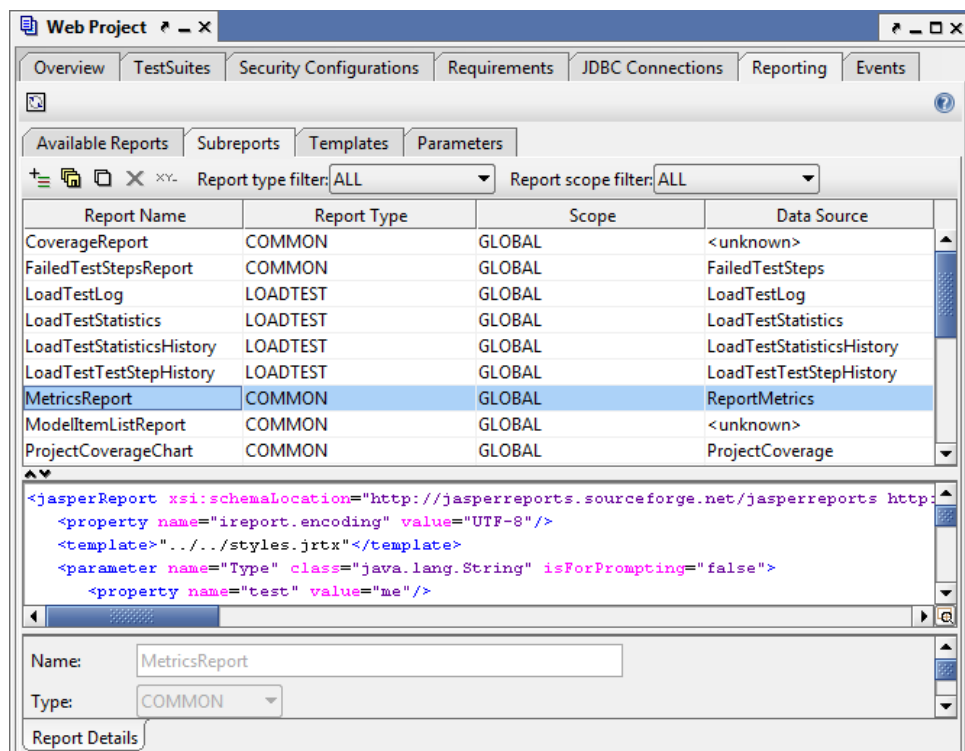 Web Project
Overview TestSuites Security Configurations Requirements JDBC Connections Reporting Events
Available Reports Subreports Templates Parameters
XY- Report type filter: ALL Report scope filter: ALL
Report Name Report Type Scope Data Source
CoverageReport COMMON GLOBAL <unknown>
FailedTestStepsReport COMMON GLOBAL FailedTestSteps
LoadTestLog LOADTEST GLOBAL LoadTestLog
LoadTestStatistics LOADTEST GLOBAL LoadTestStatistics
LoadTestStatisticsHistory LOADTEST GLOBAL LoadTestStatisticsHistory
LoadTestTestStepHistory LOADTEST GLOBAL LoadTestTestStepHistory
MetricsReport COMMON GLOBAL ReportMetrics
ModelItemListReport COMMON GLOBAL <unknown>
ProjectCoverageChart COMMON GLOBAL ProjectCoverage
<jasperReport xsi:schemaLocation="http://jasperreports.sourceforge.net/jasperreports http:
<property name="ireport.encoding" value="UTF-8"/>
<template>"../../styles.jrtx"</template>
<parameter name="Type" class="java.lang.String" isForPrompting="false">
<property name="test" value="me"/>
Name: MetricsReport
Type: COMMON
Report Details